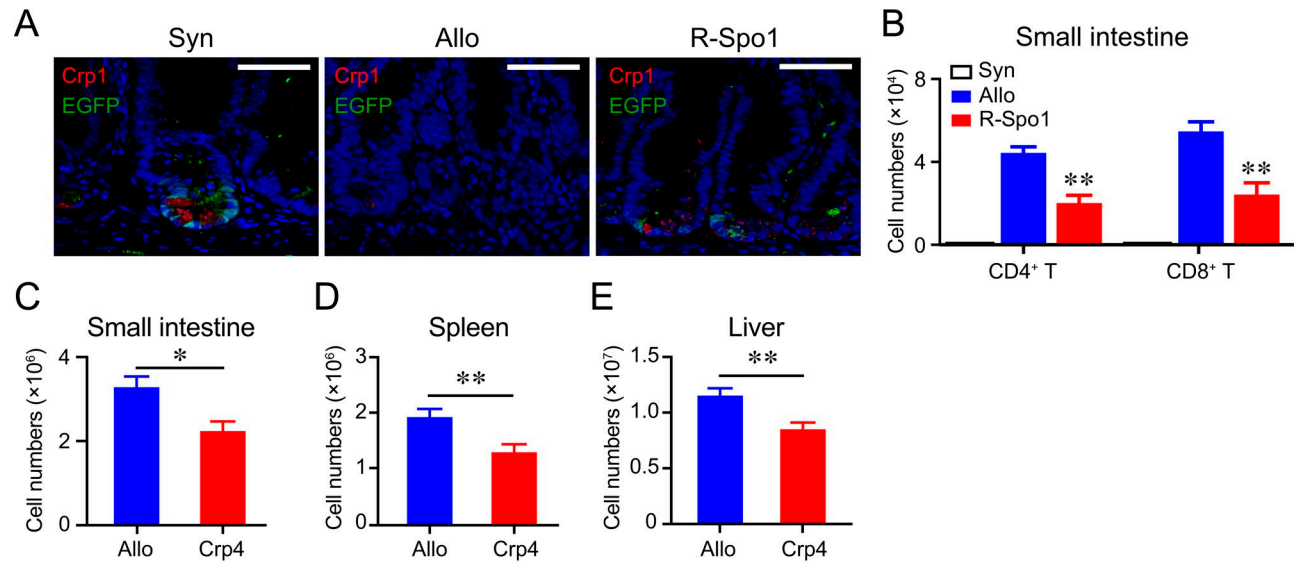 A
Syn
Allo
R-Spo1
Crp1
EGFP
Crp1
EGFP
Crp1
EGFP
B
Small intestine
Syn
Allo
R-Spo1
Cell numbers (×10⁴)
8
4
0
**
**
CD4⁺ T
CD8⁺ T
C
Small intestine
Cell numbers (×10⁶)
4
2
0
*
Allo
Crp4
D
Spleen
Cell numbers (×10⁶)
3
2
1
0
**
Allo
Crp4
E
Liver
Cell numbers (×10⁷)
1.5
1.0
0.5
0
**
Allo
Crp4